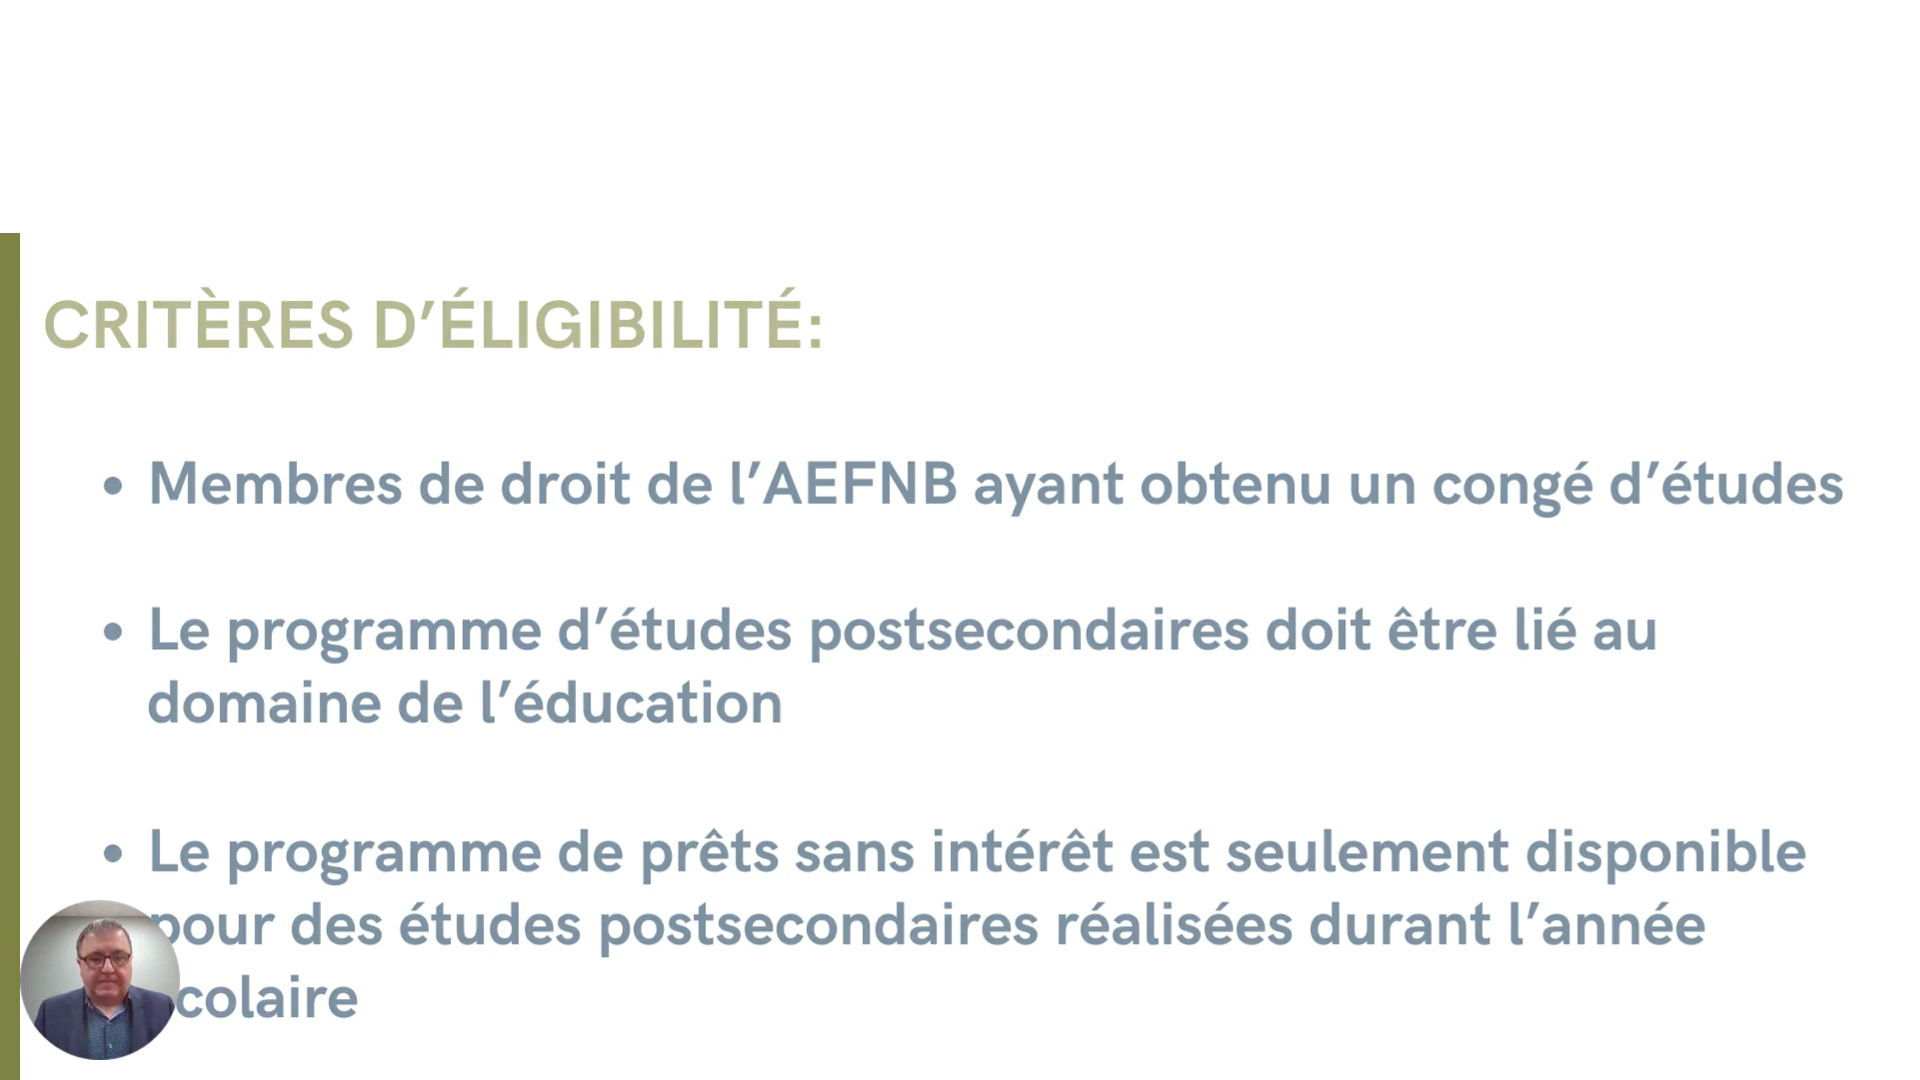 CRITÈRES D’ÉLIGIBILITÉ:
• Membres de droit de l’AEFNB ayant obtenu un congé d’études
• Le programme d’études postsecondaires doit être lié au
domaine de l’éducation
• Le programme de prêts sans intérêt est seulement disponible
pour des études postsecondaires réalisées durant l’année
colaire